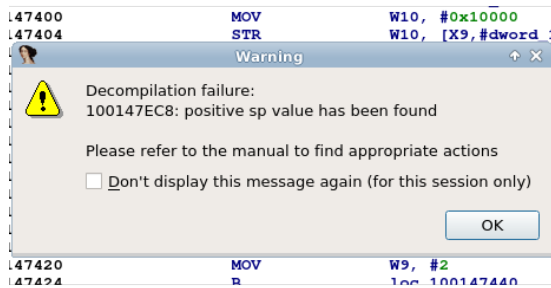 147400 MOV W10, #0x10000
147404 STR W10, [X9,#dword_
Warning
Decompilation failure:
100147EC8: positive sp value has been found
Please refer to the manual to find appropriate actions
Don't display this message again (for this session only)
OK
147420 MOV W9, #2
147424 B loc_100147440